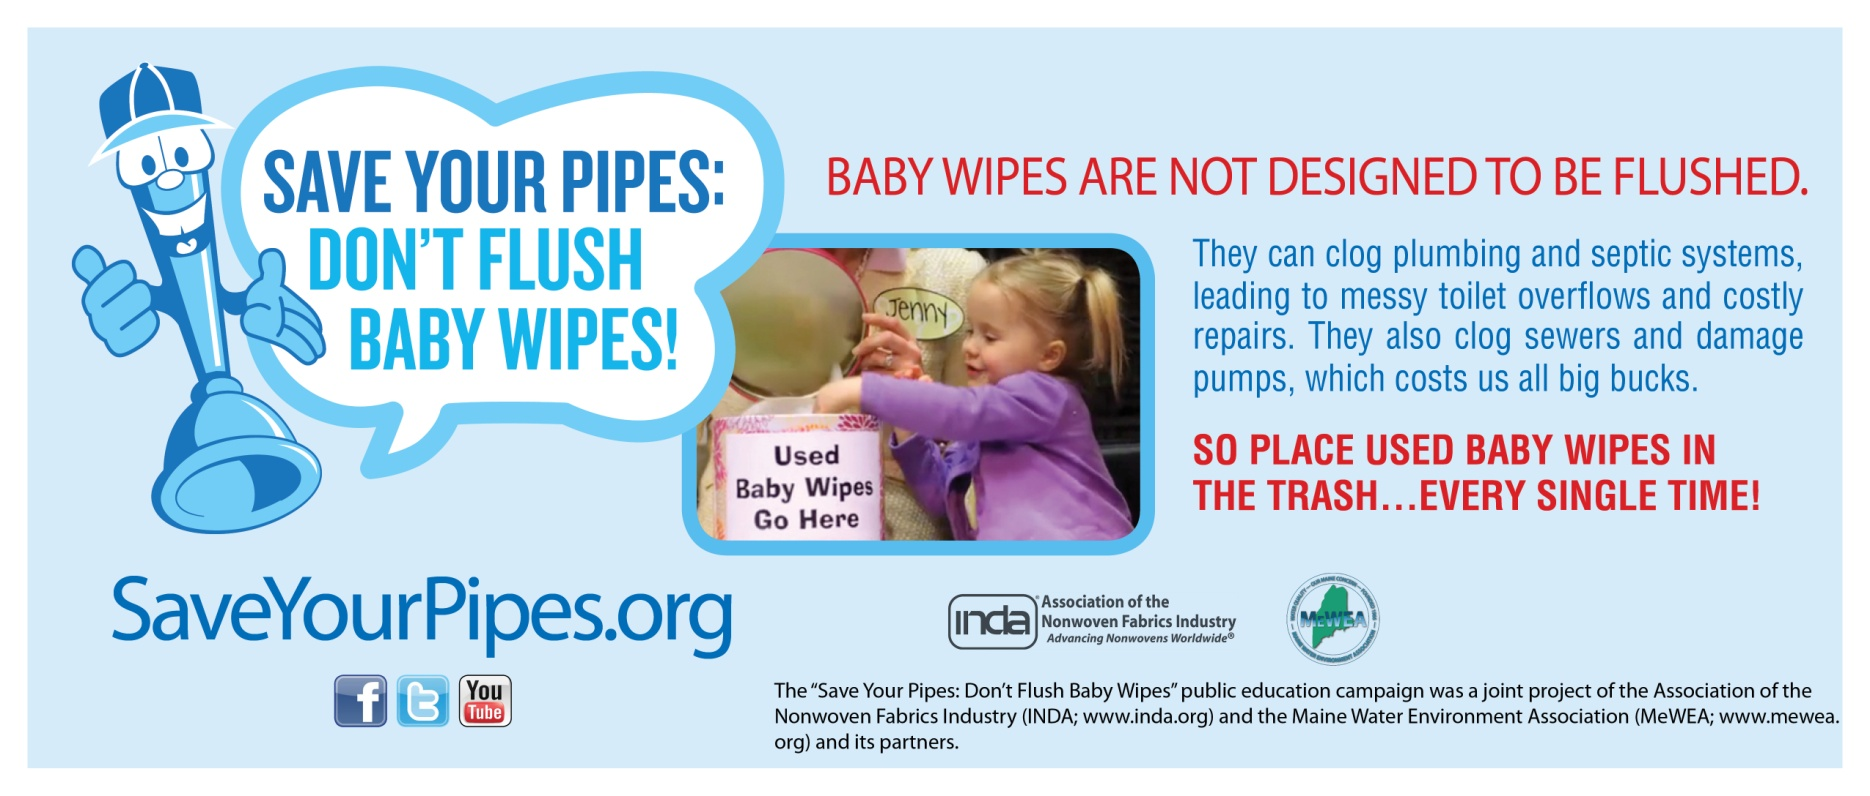 SAVE YOUR PIPES:
DON'T FLUSH
BABY WIPES!
BABY WIPES ARE NOT DESIGNED TO BE FLUSHED.
They can clog plumbing and septic systems,
leading to messy toilet overflows and costly
repairs. They also clog sewers and damage
pumps, which costs us all big bucks.
SO PLACE USED BABY WIPES IN
THE TRASH...EVERY SINGLE TIME!
Jenny
Used
Baby Wipes
Go Here
SaveYourPipes.org
f
t
You
Tube
inda®
Association of the
Nonwoven Fabrics Industry
Advancing Nonwovens Worldwide®
MeWEA
The “Save Your Pipes: Don’t Flush Baby Wipes” public education campaign was a joint project of the Association of the
Nonwoven Fabrics Industry (INDA; www.inda.org) and the Maine Water Environment Association (MeWEA; www.mewea.
org) and its partners.